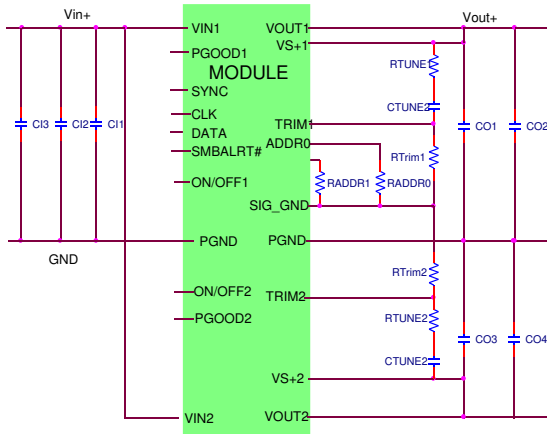 Vin+
Vout+
VIN1
VOUT1
VS+1
PGOOD1
MODULE
RTUNE1
SYNC
CTUNE2
CLK
TRIM1
CI3
CI2
CI1
DATA
CO1
CO2
SMBALRT#
ADDR0
RTrim1
ON/OFF1
RADDR1
RADDR0
SIG_GND
PGND
PGND
GND
RTrim2
ON/OFF2
TRIM2
PGOOD2
RTUNE2
CO3
CO4
CTUNE2
VS+2
VIN2
VOUT2